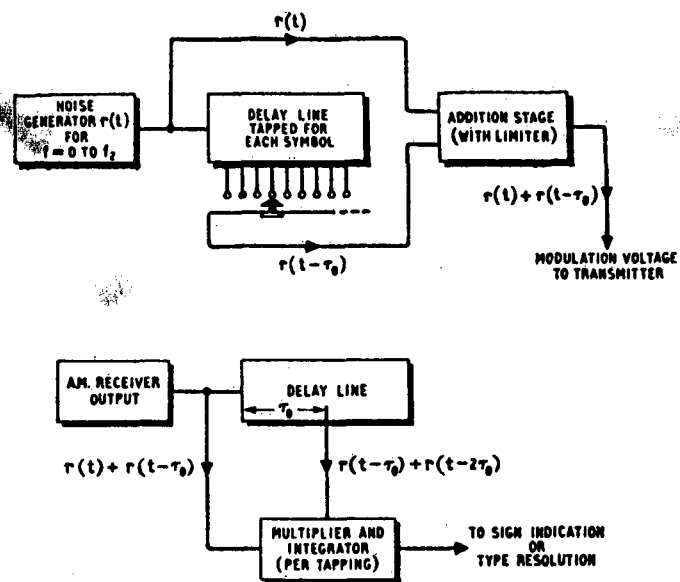 r(t)
NOISE
GENERATOR r(t)
FOR
f = 0 TO f₂
DELAY LINE
TAPPED FOR
EACH SYMBOL
ADDITION STAGE
(WITH LIMITER)
r(t) + r(t-τ₀)
r(t-τ₀)
MODULATION VOLTAGE
TO TRANSMITTER
A.M. RECEIVER
OUTPUT
DELAY LINE
τ₀
r(t) + r(t-τ₀)
r(t-τ₀) + r(t-2τ₀)
MULTIPLIER AND
INTEGRATOR
(PER TAPPING)
TO SIGN INDICATION
OR
TYPE RESOLUTION